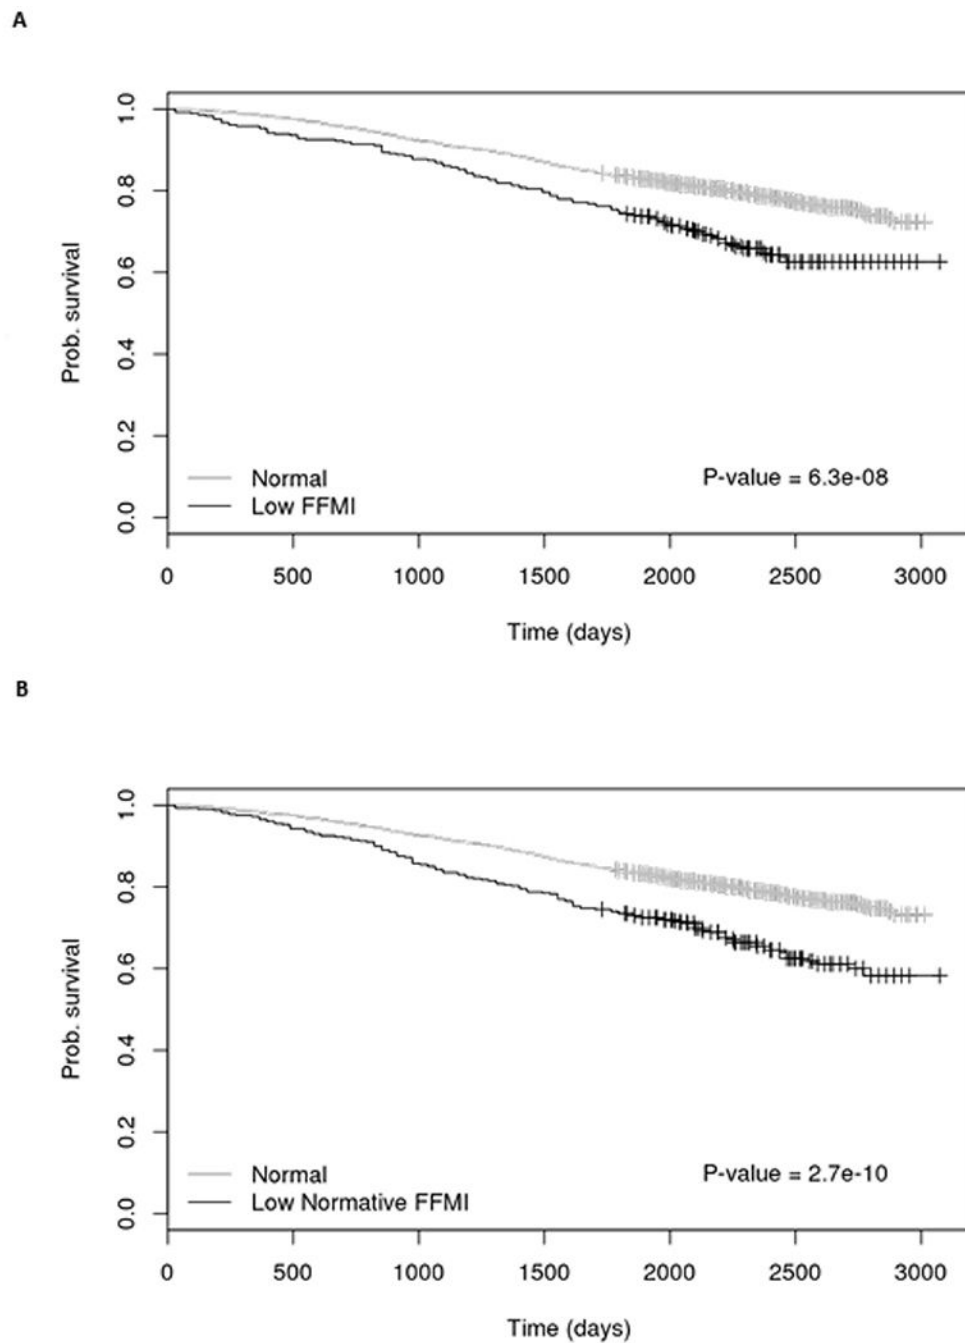 A
1.0
0.8
0.6
0.4
0.2
0.0
Prob. survival
Normal
Low FFMI
P-value = 6.3e-08
0 500 1000 1500 2000 2500 3000
Time (days)
B
1.0
0.8
0.6
0.4
0.2
0.0
Prob. survival
Normal
Low Normative FFMI
P-value = 2.7e-10
0 500 1000 1500 2000 2500 3000
Time (days)